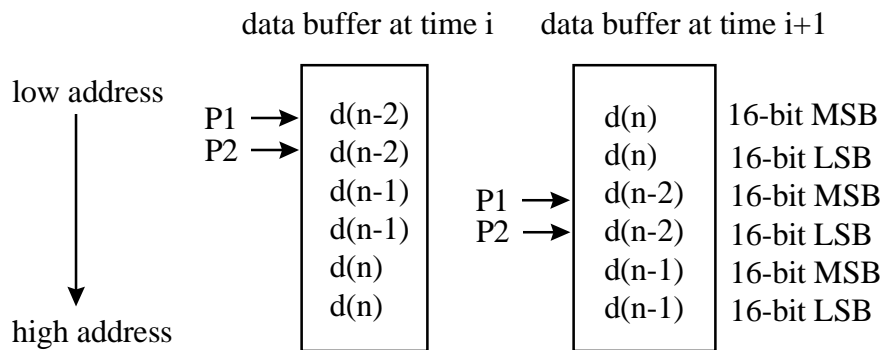 data buffer at time i data buffer at time i+1
low address
P1 d(n-2) d(n) 16-bit MSB
P2 d(n-2) d(n) 16-bit LSB
d(n-1) P1 d(n-2) 16-bit MSB
d(n-1) P2 d(n-2) 16-bit LSB
d(n) d(n-1) 16-bit MSB
d(n) d(n-1) 16-bit LSB
high address